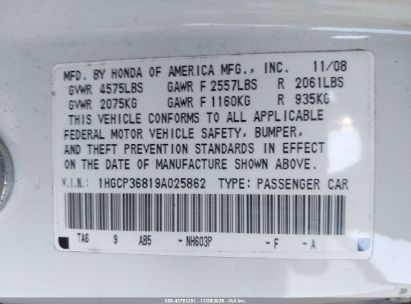 MFD. BY HONDA OF AMERICA MFG., INC. 11/08
GVWR 4575LBS GAWR F 2557LBS R 2061LBS
GVWR 2075KG GAWR F 1160KG R 935KG
THIS VEHICLE CONFORMS TO ALL APPLICABLE
FEDERAL MOTOR VEHICLE SAFETY, BUMPER,
AND THEFT PREVENTION STANDARDS IN EFFECT
ON THE DATE OF MANUFACTURE SHOWN ABOVE.
V.I.N.: 1HGCP36819A025862 TYPE: PASSENGER CAR
TA6 9 AB5 - NH603P - F - A